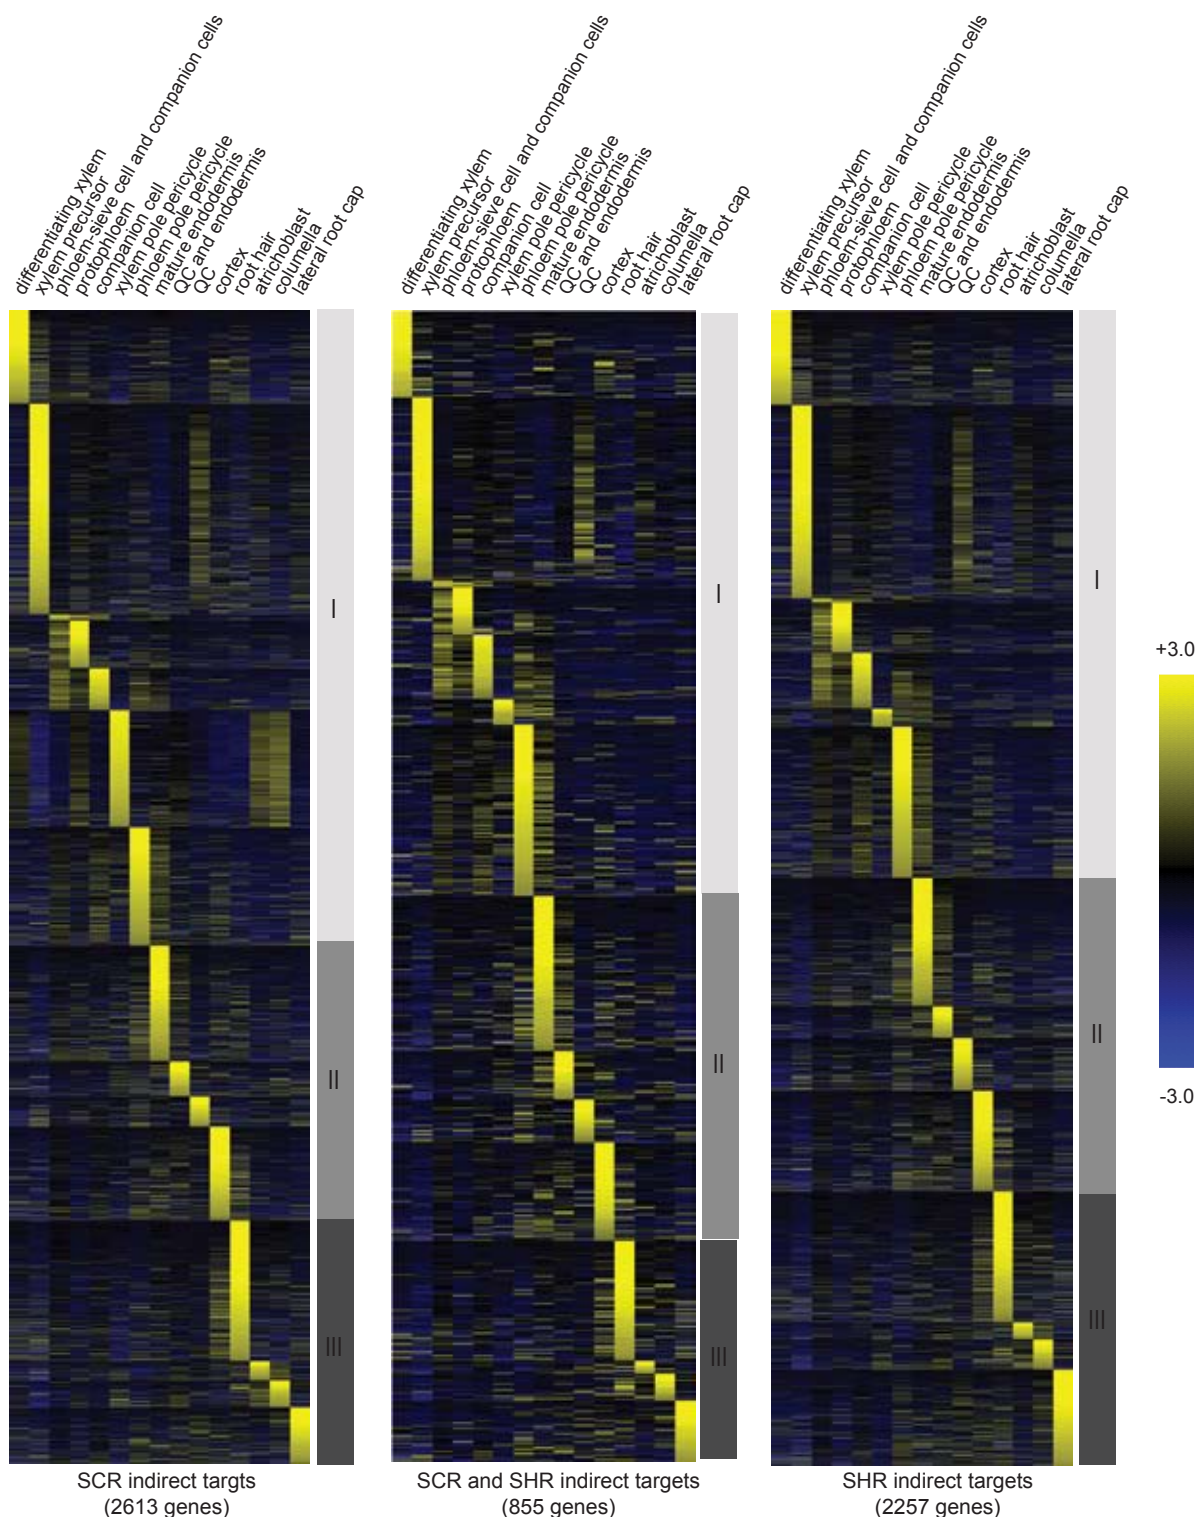 differentiating xylem
xylem precursor
phloem-sieve cell and companion cells
protophloem
companion cell
xylem pole pericycle
phloem pole pericycle
mature endodermis
QC and endodermis
QC
cortex
root hair
atrichoblast
columella
lateral root cap
differentiating xylem
xylem precursor
phloem-sieve cell and companion cells
protophloem
companion cell
xylem pole pericycle
phloem pole pericycle
mature endodermis
QC and endodermis
QC
cortex
root hair
atrichoblast
columella
lateral root cap
differentiating xylem
xylem precursor
phloem-sieve cell and companion cells
protophloem
companion cell
xylem pole pericycle
phloem pole pericycle
mature endodermis
QC and endodermis
QC
cortex
root hair
atrichoblast
columella
lateral root cap
I
II
III
I
II
III
I
II
III
+3.0
-3.0
SCR indirect targts
(2613 genes)
SCR and SHR indirect targets
(855 genes)
SHR indirect targets
(2257 genes)